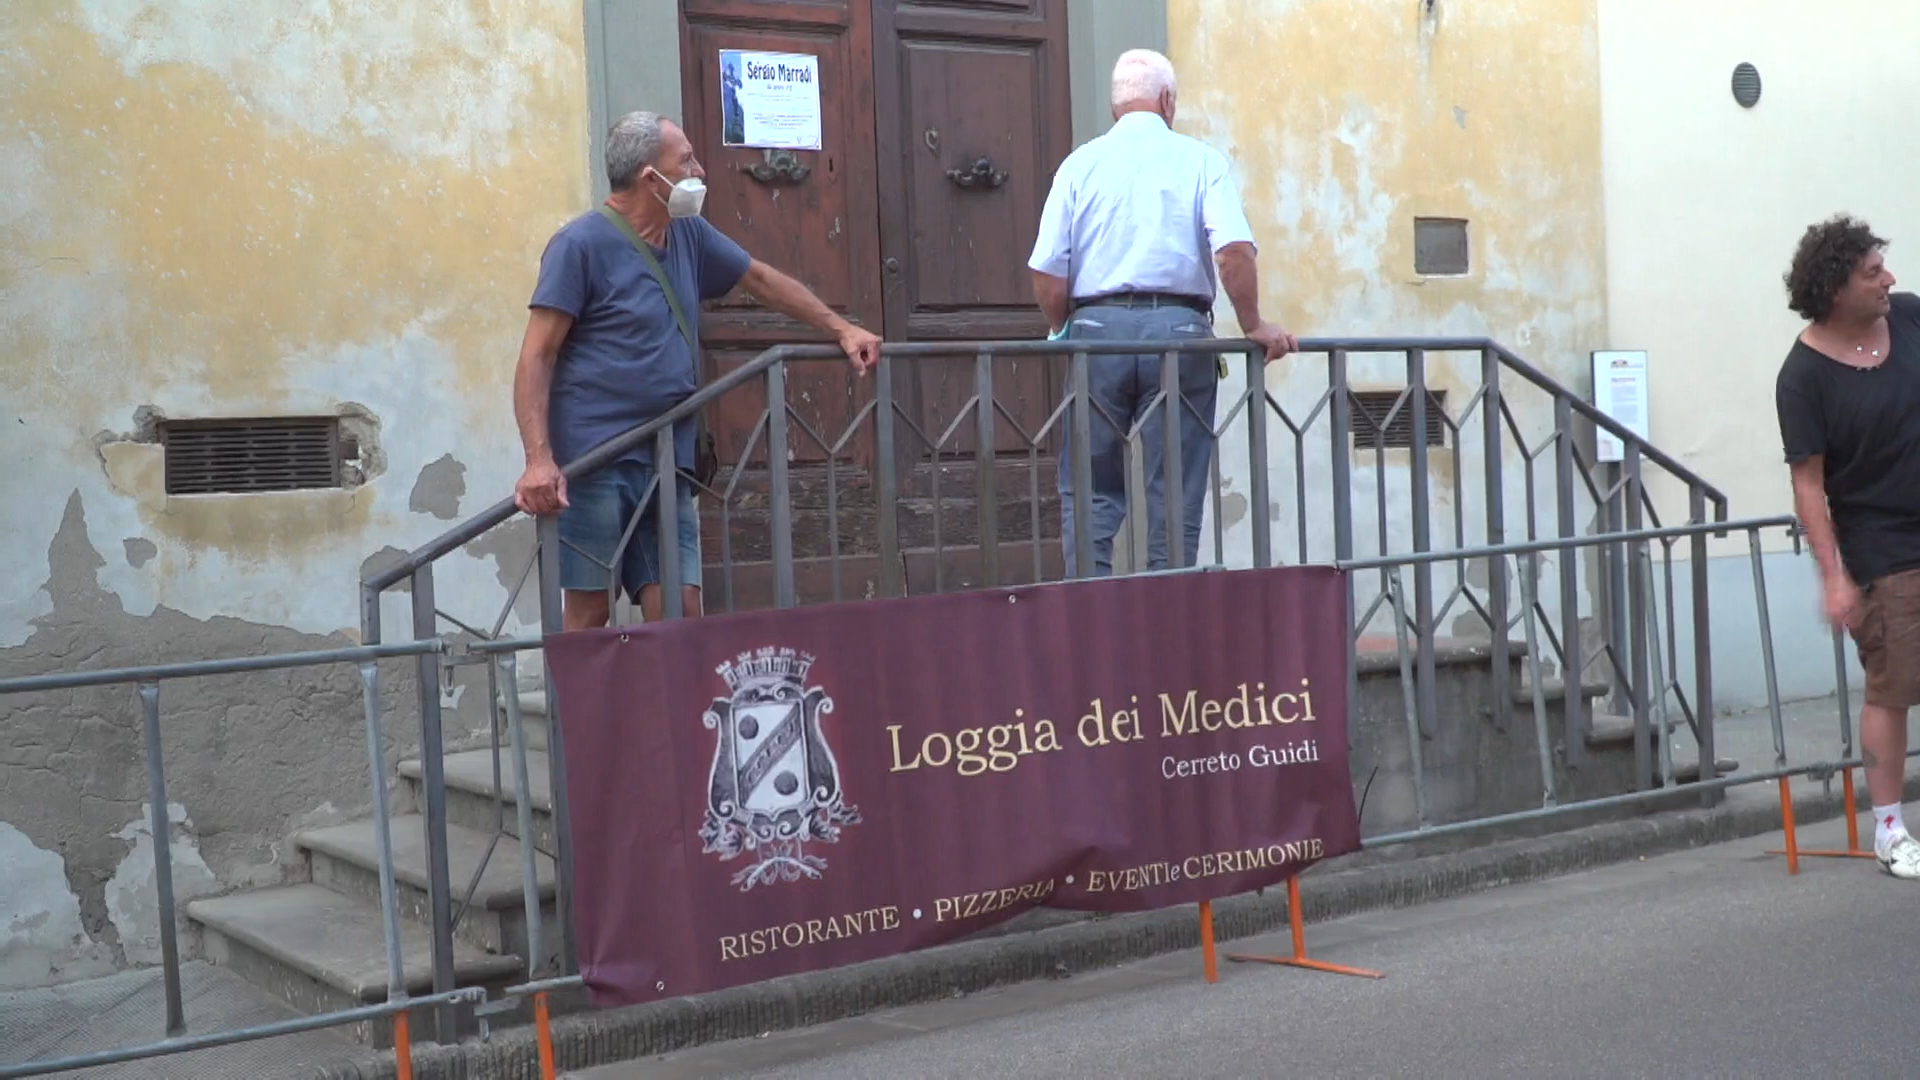 Sergio Marradi
Loggia dei Medici
Cerreto Guidi
RISTORANTE • PIZZERIA • EVENTI e CERIMONIE